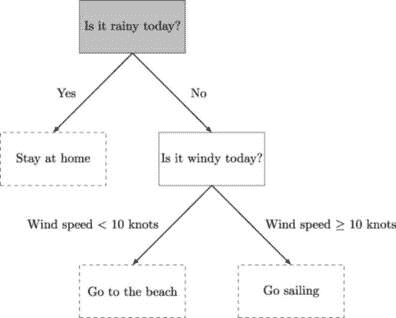 Is it rainy today?
Yes
No
Stay at home
Is it windy today?
Wind speed < 10 knots
Wind speed ≥ 10 knots
Go to the beach
Go sailing